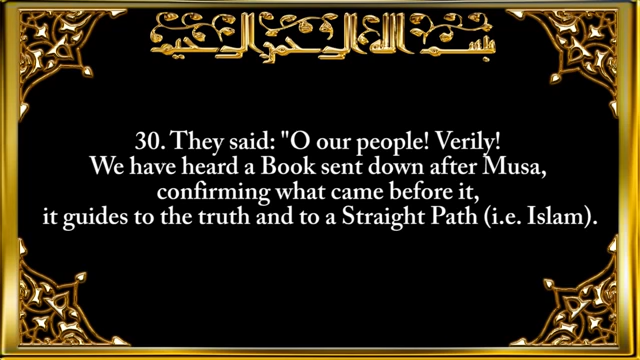 بسم الله الرحمن الرحيم
30. They said: "O our people! Verily!
We have heard a Book sent down after Musa,
confirming what came before it,
it guides to the truth and to a Straight Path (i.e. Islam).